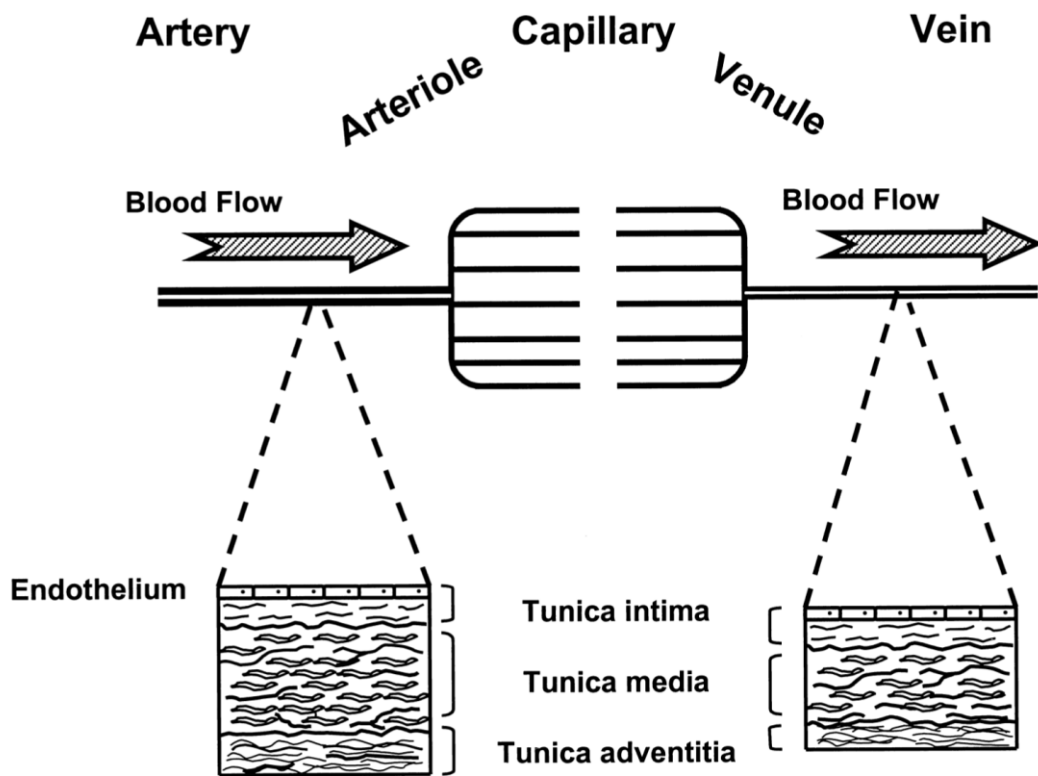 Artery
Capillary
Vein
Arteriole
Venule
Blood Flow
Blood Flow
Endothelium
Tunica intima
Tunica media
Tunica adventitia